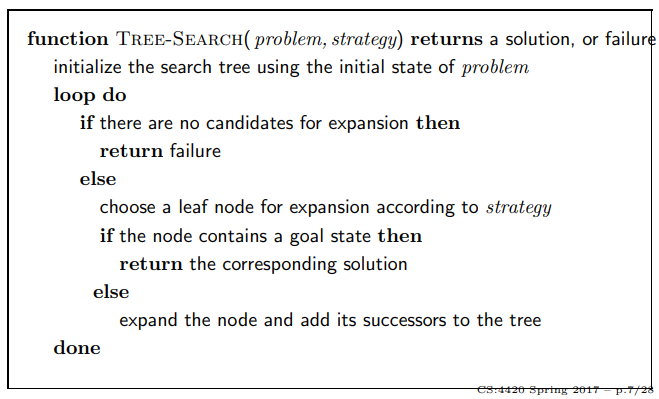 function TREE-SEARCH( problem, strategy) returns a solution, or failure
initialize the search tree using the initial state of problem
loop do
if there are no candidates for expansion then
return failure
else
choose a leaf node for expansion according to strategy
if the node contains a goal state then
return the corresponding solution
else
expand the node and add its successors to the tree
done
CS:4420 Spring 2017 – p.7/28